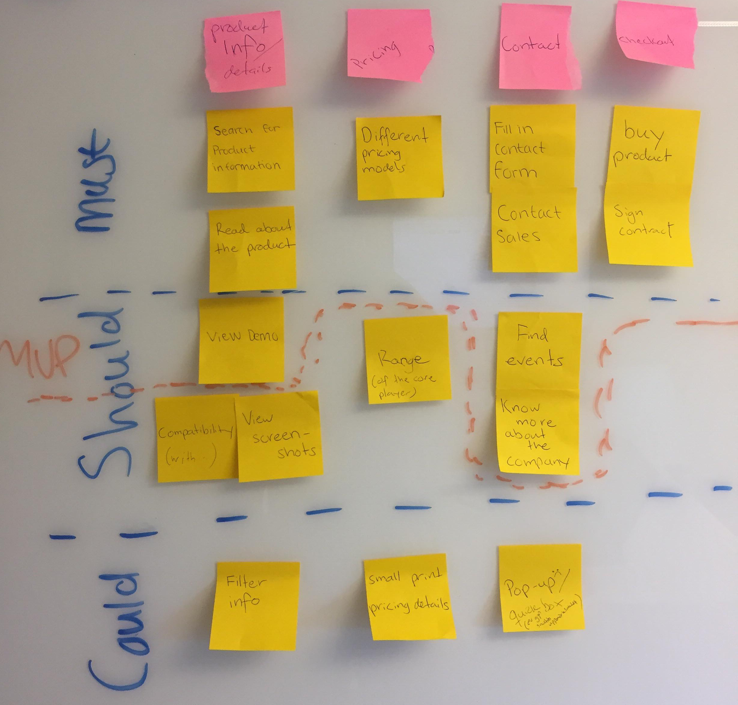 product
Info
details
pricing
Contact
checkout
must
Search for
Product
information
Different
pricing
models
Fill in
contact
form
buy
product
Read about
the product
Contact
Sales
Sign
contract
MVP
Should
View Demo
Range
(of the core
player)
Find
events
Compatibility
(with )
View
screen-
shots
Know
more
about
the
company
Could
Filter
info
Small print
pricing details
Pop-up
box